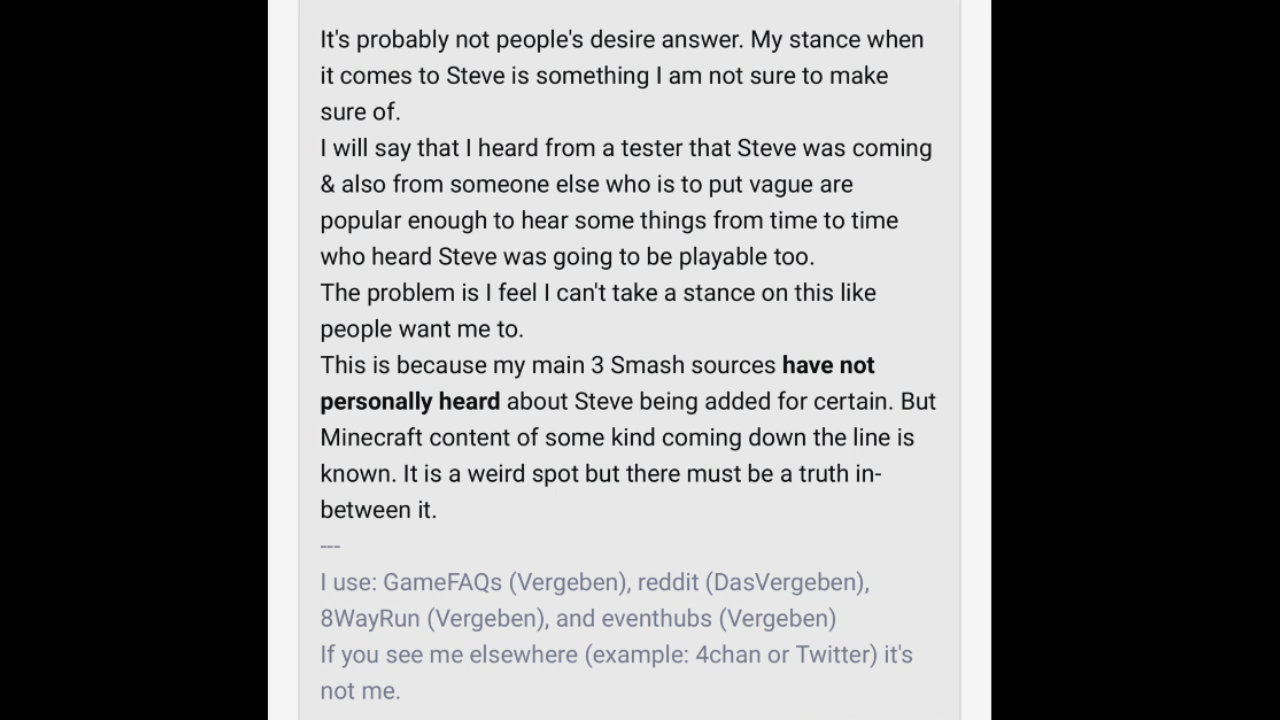 It's probably not people's desire answer. My stance when
it comes to Steve is something I am not sure to make
sure of.
I will say that I heard from a tester that Steve was coming
& also from someone else who is to put vague are
popular enough to hear some things from time to time
who heard Steve was going to be playable too.
The problem is I feel I can't take a stance on this like
people want me to.
This is because my main 3 Smash sources have not
personally heard about Steve being added for certain. But
Minecraft content of some kind coming down the line is
known. It is a weird spot but there must be a truth in-
between it.
---
I use: GameFAQs (Vergeben), reddit (DasVergeben),
8WayRun (Vergeben), and eventhubs (Vergeben)
If you see me elsewhere (example: 4chan or Twitter) it's
not me.